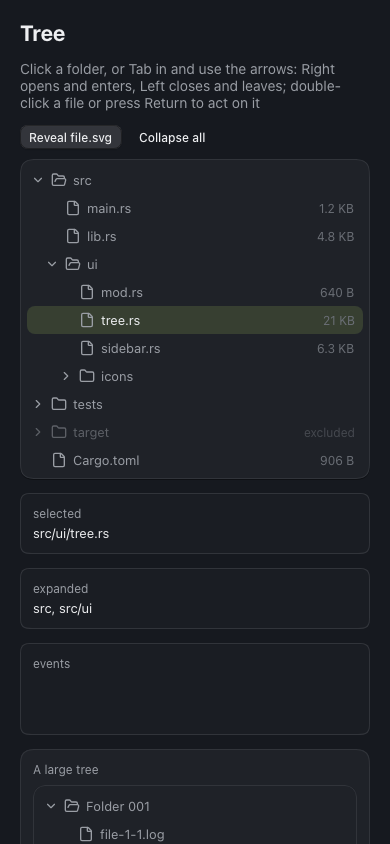 Tree
Click a folder, or Tab in and use the arrows: Right
opens and enters, Left closes and leaves; double-
click a file or press Return to act on it
Reveal file.svg Collapse all
src
main.rs 1.2 KB
lib.rs 4.8 KB
ui
mod.rs 640 B
tree.rs 21 KB
sidebar.rs 6.3 KB
icons
tests
target excluded
Cargo.toml 906 B
selected
src/ui/tree.rs
expanded
src, src/ui
events
A large tree
Folder 001
file-1-1.log